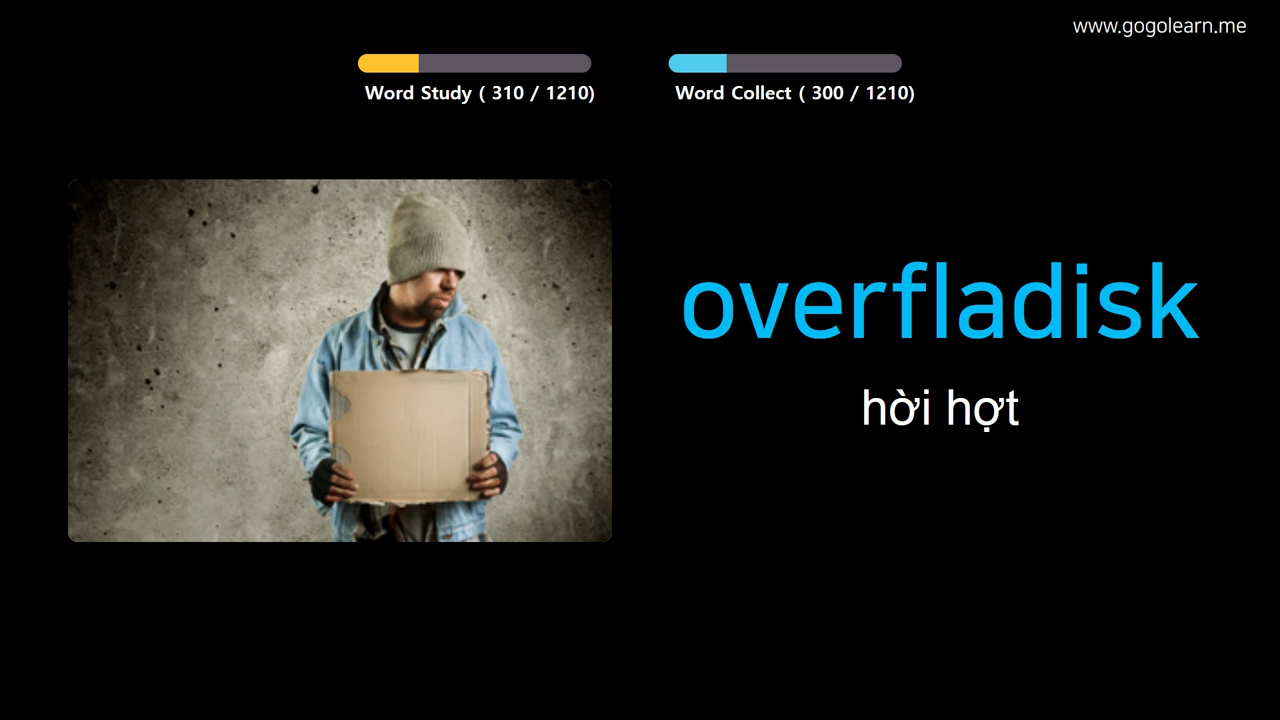 www.gogolearn.me
Word Study ( 310 / 1210)
Word Collect ( 300 / 1210)
overfladisk
hời hợt